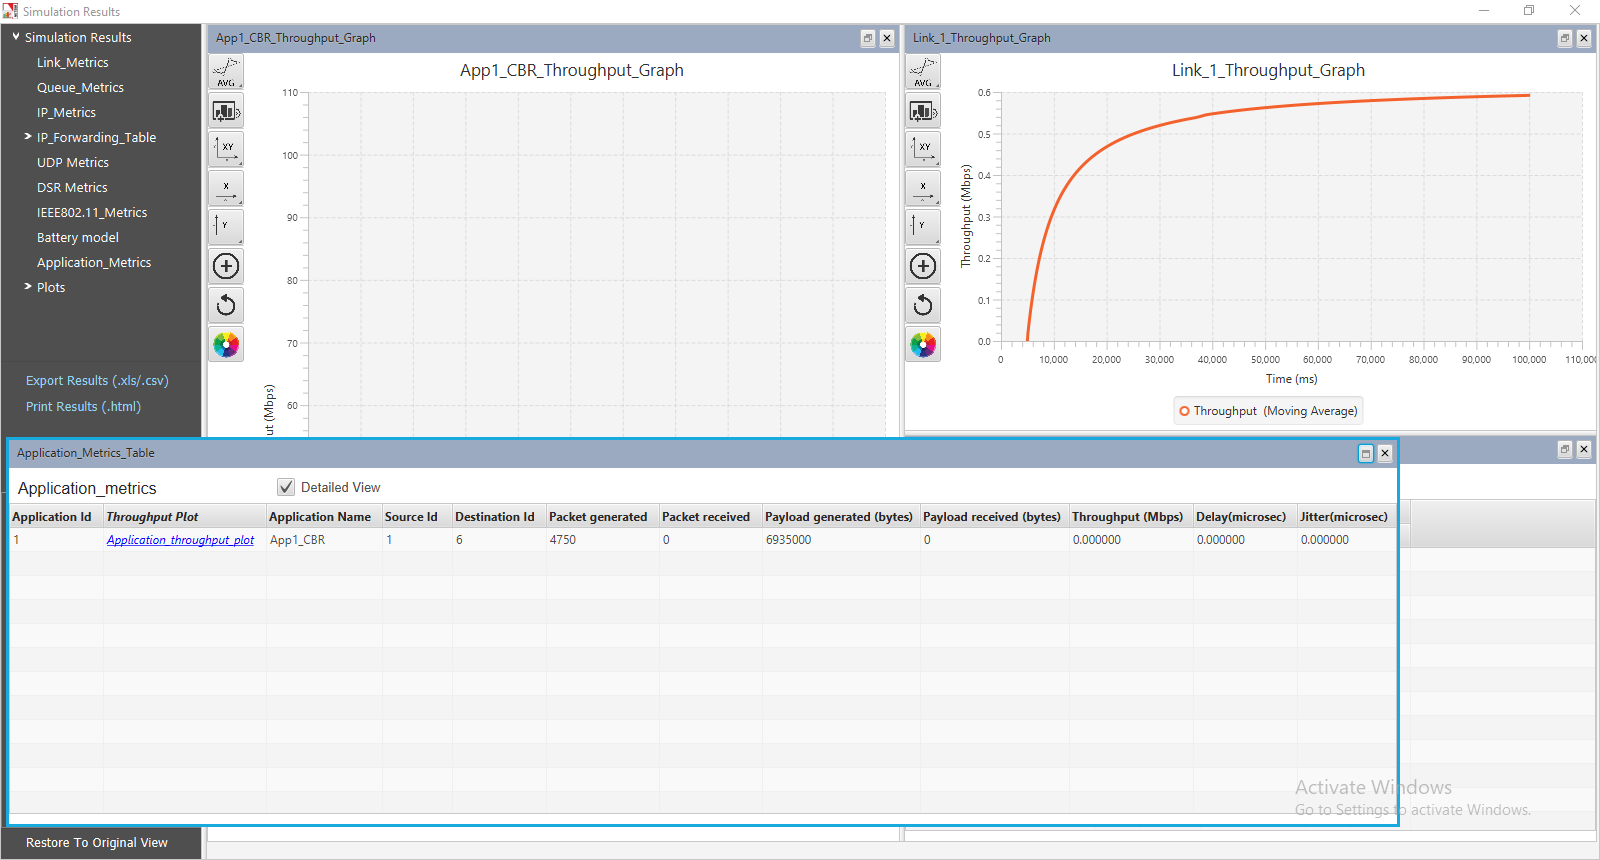 Simulation Results
Simulation Results
Link_Metrics
Queue_Metrics
IP_Metrics
IP_Forwarding_Table
UDP Metrics
DSR Metrics
IEEE802.11_Metrics
Battery model
Application_Metrics
Plots
Export Results (.xls/.csv)
Print Results (.html)
Restore To Original View
App1_CBR_Throughput_Graph
App1_CBR_Throughput_Graph
AVG
XY
X
Y
110
100
90
80
70
60
ut (Mbps)
Link_1_Throughput_Graph
Link_1_Throughput_Graph
AVG
XY
X
Y
Throughput (Mbps)
0.6
0.5
0.4
0.3
0.2
0.1
0.0
0 10,000 20,000 30,000 40,000 50,000 60,000 70,000 80,000 90,000 100,000 110,00
Time (ms)
Throughput (Moving Average)
Application_Metrics_Table
Application_metrics Detailed View
Application Id Throughput Plot Application Name Source Id Destination Id Packet generated Packet received Payload generated (bytes) Payload received (bytes) Throughput (Mbps) Delay(microsec) Jitter(microsec)
1 Application_throughput_plot App1_CBR 1 6 4750 0 6935000 0 0.000000 0.000000 0.000000
Activate Windows
Go to Settings to activate Windows.